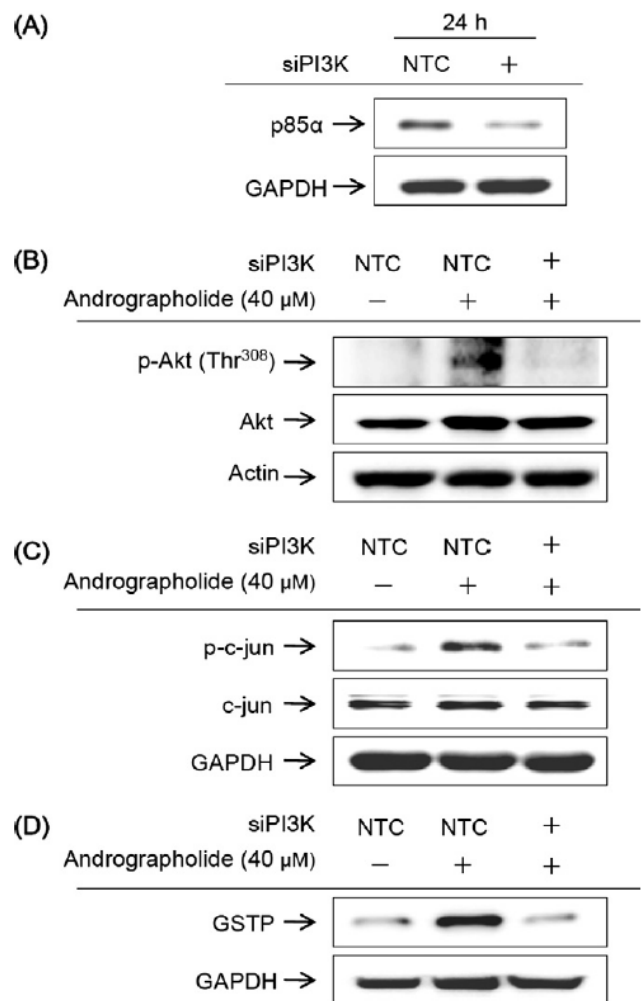 (A)
24 h
siPI3K NTC +
p85α →
GAPDH →
(B)
siPI3K NTC NTC +
Andrographolide (40 μM) − + +
p-Akt (Thr³⁰⁸) →
Akt →
Actin →
(C)
siPI3K NTC NTC +
Andrographolide (40 μM) − + +
p-c-jun →
c-jun →
GAPDH →
(D)
siPI3K NTC NTC +
Andrographolide (40 μM) − + +
GSTP →
GAPDH →